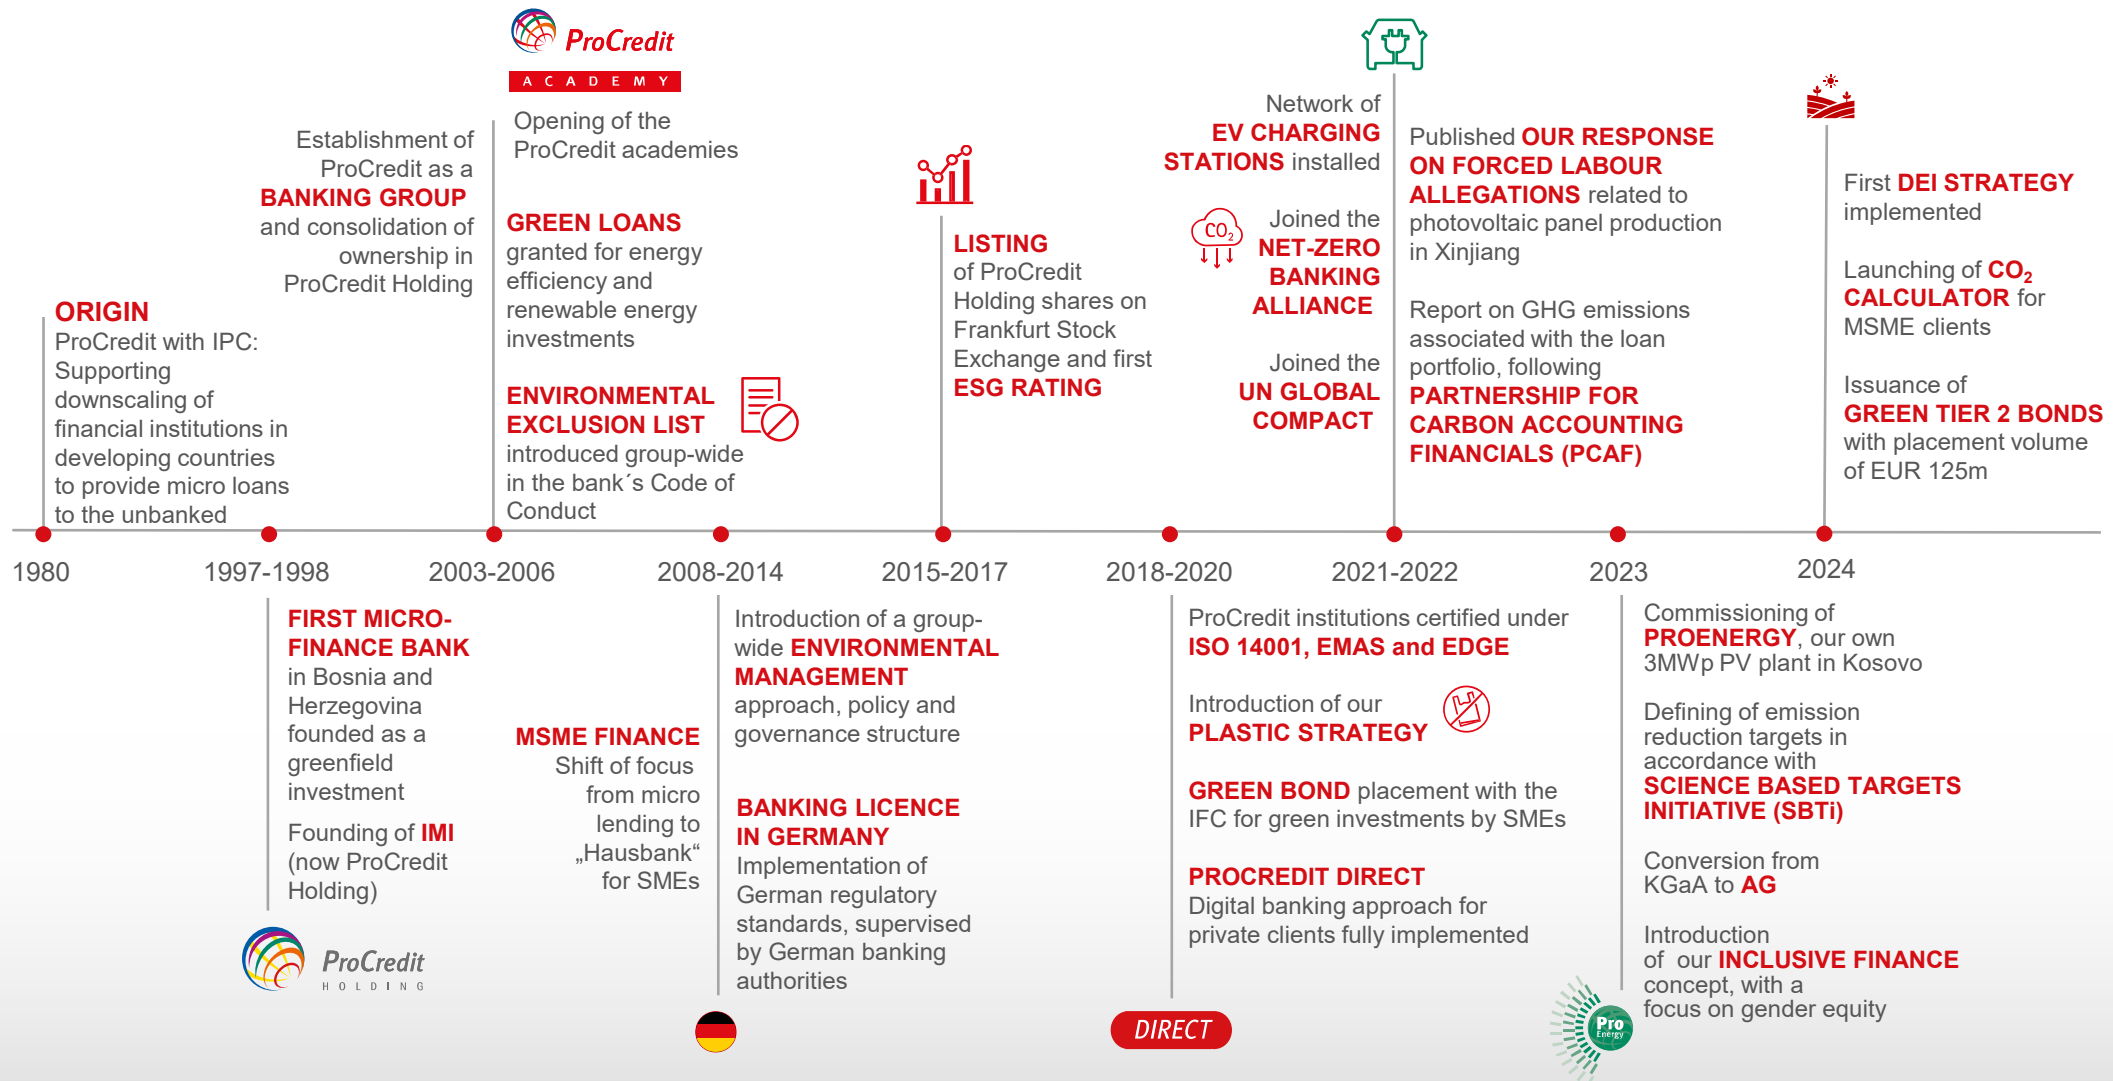 ProCredit
ACADEMY
Establishment of
ProCredit as a
BANKING GROUP
and consolidation of
ownership in
ProCredit Holding
Opening of the
ProCredit academies
GREEN LOANS
granted for energy
efficiency and
renewable energy
investments
ENVIRONMENTAL
EXCLUSION LIST
introduced group-wide
in the bank´s Code of
Conduct
ORIGIN
ProCredit with IPC:
Supporting
downscaling of
financial institutions in
developing countries
to provide micro loans
to the unbanked
LISTING
of ProCredit
Holding shares on
Frankfurt Stock
Exchange and first
ESG RATING
Network of
EV CHARGING
STATIONS installed
CO₂
Joined the
NET-ZERO
BANKING
ALLIANCE
Joined the
UN GLOBAL
COMPACT
Published OUR RESPONSE
ON FORCED LABOUR
ALLEGATIONS related to
photovoltaic panel production
in Xinjiang
Report on GHG emissions
associated with the loan
portfolio, following
PARTNERSHIP FOR
CARBON ACCOUNTING
FINANCIALS (PCAF)
First DEI STRATEGY
implemented
Launching of CO₂
CALCULATOR for
MSME clients
Issuance of
GREEN TIER 2 BONDS
with placement volume
of EUR 125m
1980
1997-1998
2003-2006
2008-2014
2015-2017
2018-2020
2021-2022
2023
2024
FIRST MICRO-
FINANCE BANK
in Bosnia and
Herzegovina
founded as a
greenfield
investment
Founding of IMI
(now ProCredit
Holding)
ProCredit
HOLDING
MSME FINANCE
Shift of focus
from micro
lending to
„Hausbank“
for SMEs
Introduction of a group-
wide ENVIRONMENTAL
MANAGEMENT
approach, policy and
governance structure
BANKING LICENCE
IN GERMANY
Implementation of
German regulatory
standards, supervised
by German banking
authorities
ProCredit institutions certified under
ISO 14001, EMAS and EDGE
Introduction of our
PLASTIC STRATEGY
GREEN BOND placement with the
IFC for green investments by SMEs
PROCREDIT DIRECT
Digital banking approach for
private clients fully implemented
DIRECT
Commissioning of
PROENERGY, our own
3MWp PV plant in Kosovo
Defining of emission
reduction targets in
accordance with
SCIENCE BASED TARGETS
INITIATIVE (SBTi)
Conversion from
KGaA to AG
Introduction
of our INCLUSIVE FINANCE
concept, with a
focus on gender equity
Pro
Energy